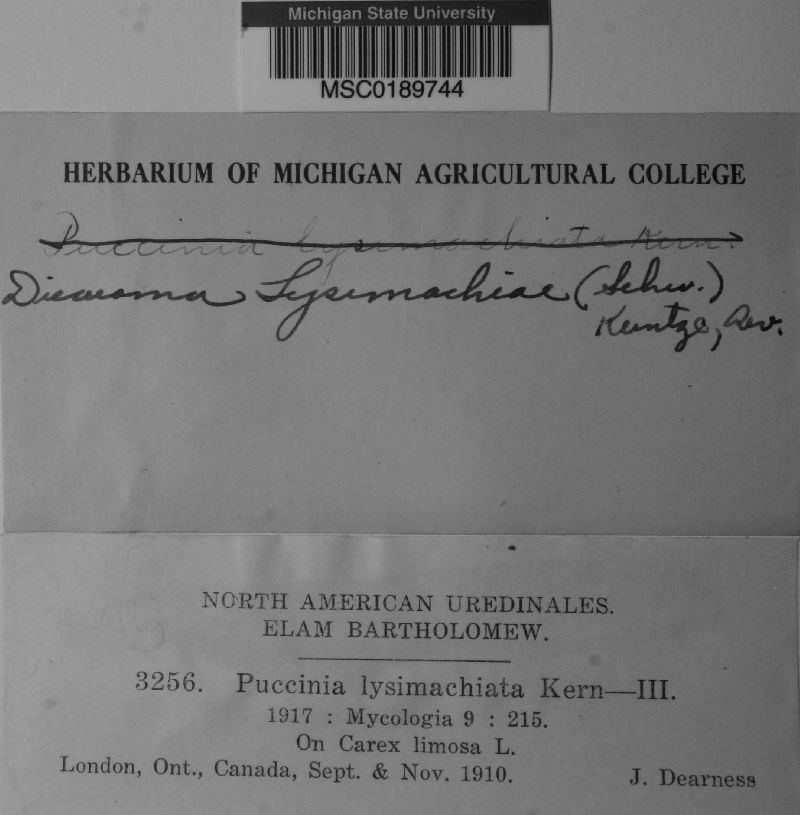 Michigan State University
MSC0189744
HERBARIUM OF MICHIGAN AGRICULTURAL COLLEGE
Puccinia lysimachiata Kern.
Dicaeoma Lysimachiae (Schw.)
Kuntze, Rev.
NORTH AMERICAN UREDINALES.
ELAM BARTHOLOMEW.
3256. Puccinia lysimachiata Kern—III.
1917 : Mycologia 9 : 215.
On Carex limosa L.
London, Ont., Canada, Sept. & Nov. 1910. J. Dearness